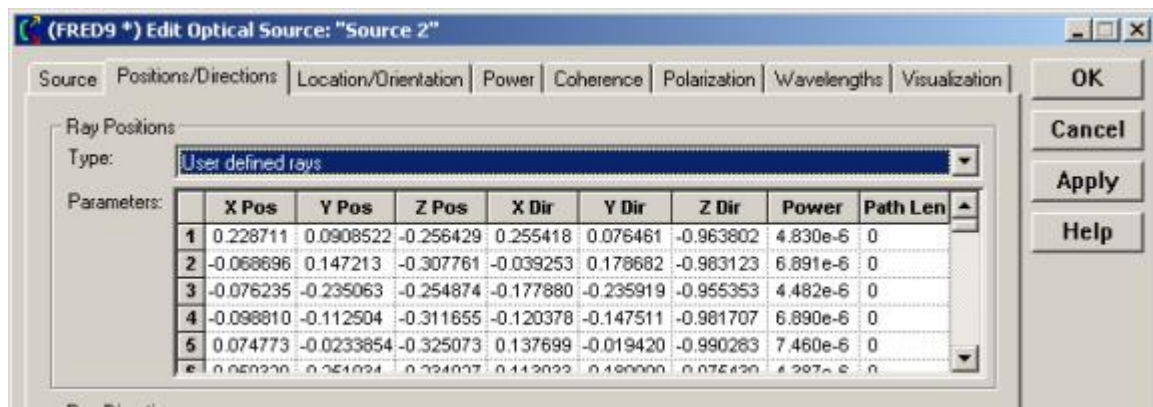 (FRED9 *) Edit Optical Source: "Source 2"
Source Positions/Directions Location/Orientation Power Coherence Polarization Wavelengths Visualization OK
Ray Positions Cancel
Type: User defined rays
Apply
Parameters: X Pos Y Pos Z Pos X Dir Y Dir Z Dir Power Path Len
Help
1 0.228711 0.0908522 -0.256429 0.255418 0.076461 -0.963802 4.830e-6 0
2 -0.068696 0.147213 -0.307761 -0.039253 0.178682 -0.983123 6.891e-6 0
3 -0.076235 -0.235063 -0.254874 -0.177880 -0.235919 -0.955353 4.482e-6 0
4 -0.098810 -0.112504 -0.311655 -0.120378 -0.147511 -0.981707 6.890e-6 0
5 0.074773 -0.0233854 -0.325073 0.137699 -0.019420 -0.990283 7.460e-6 0